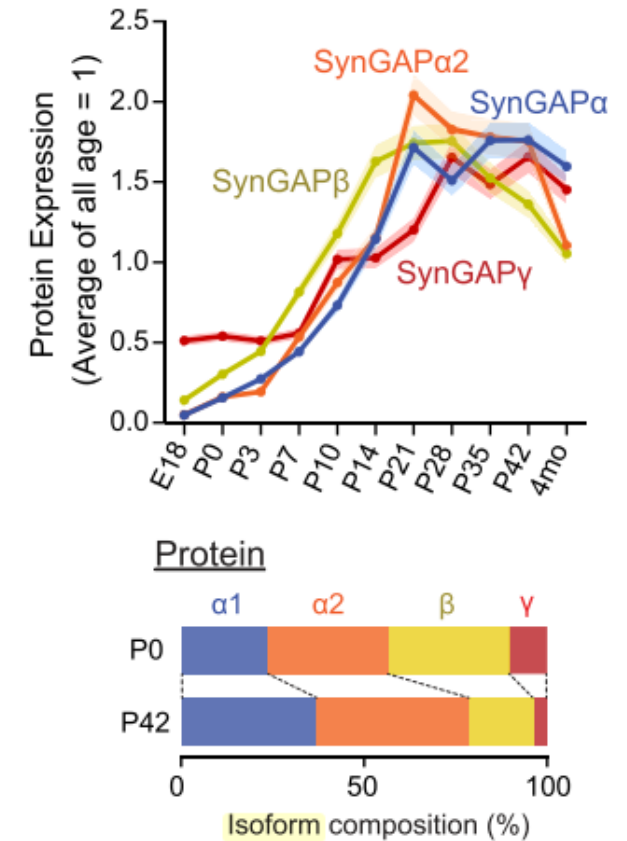 Protein Expression
(Average of all age = 1)
2.5
2.0
1.5
1.0
0.5
0.0
SynGAPα2
SynGAPα
SynGAPβ
SynGAPγ
E18 P0 P3 P7 P10 P14 P21 P28 P35 P42 4mo
Protein
α1 α2 β γ
P0
P42
0 50 100
Isoform composition (%)